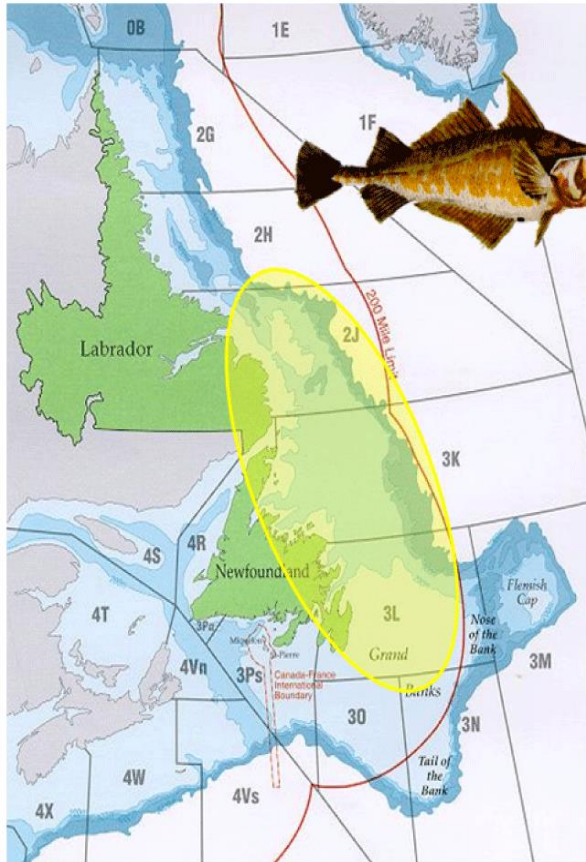 0B
1E
2G
1F
2H
200 Mile Limit
2J
Labrador
3K
4S
4R
Newfoundland
Flemish
Cap
4T
3L
3Pn
Nose
of the
Bank
Miquelon
St-Pierre
Grand
3M
4Vn
3Ps
Canada-France
International
Boundary
Banks
3O
3N
4W
Tail of
the
Bank
4X
4Vs